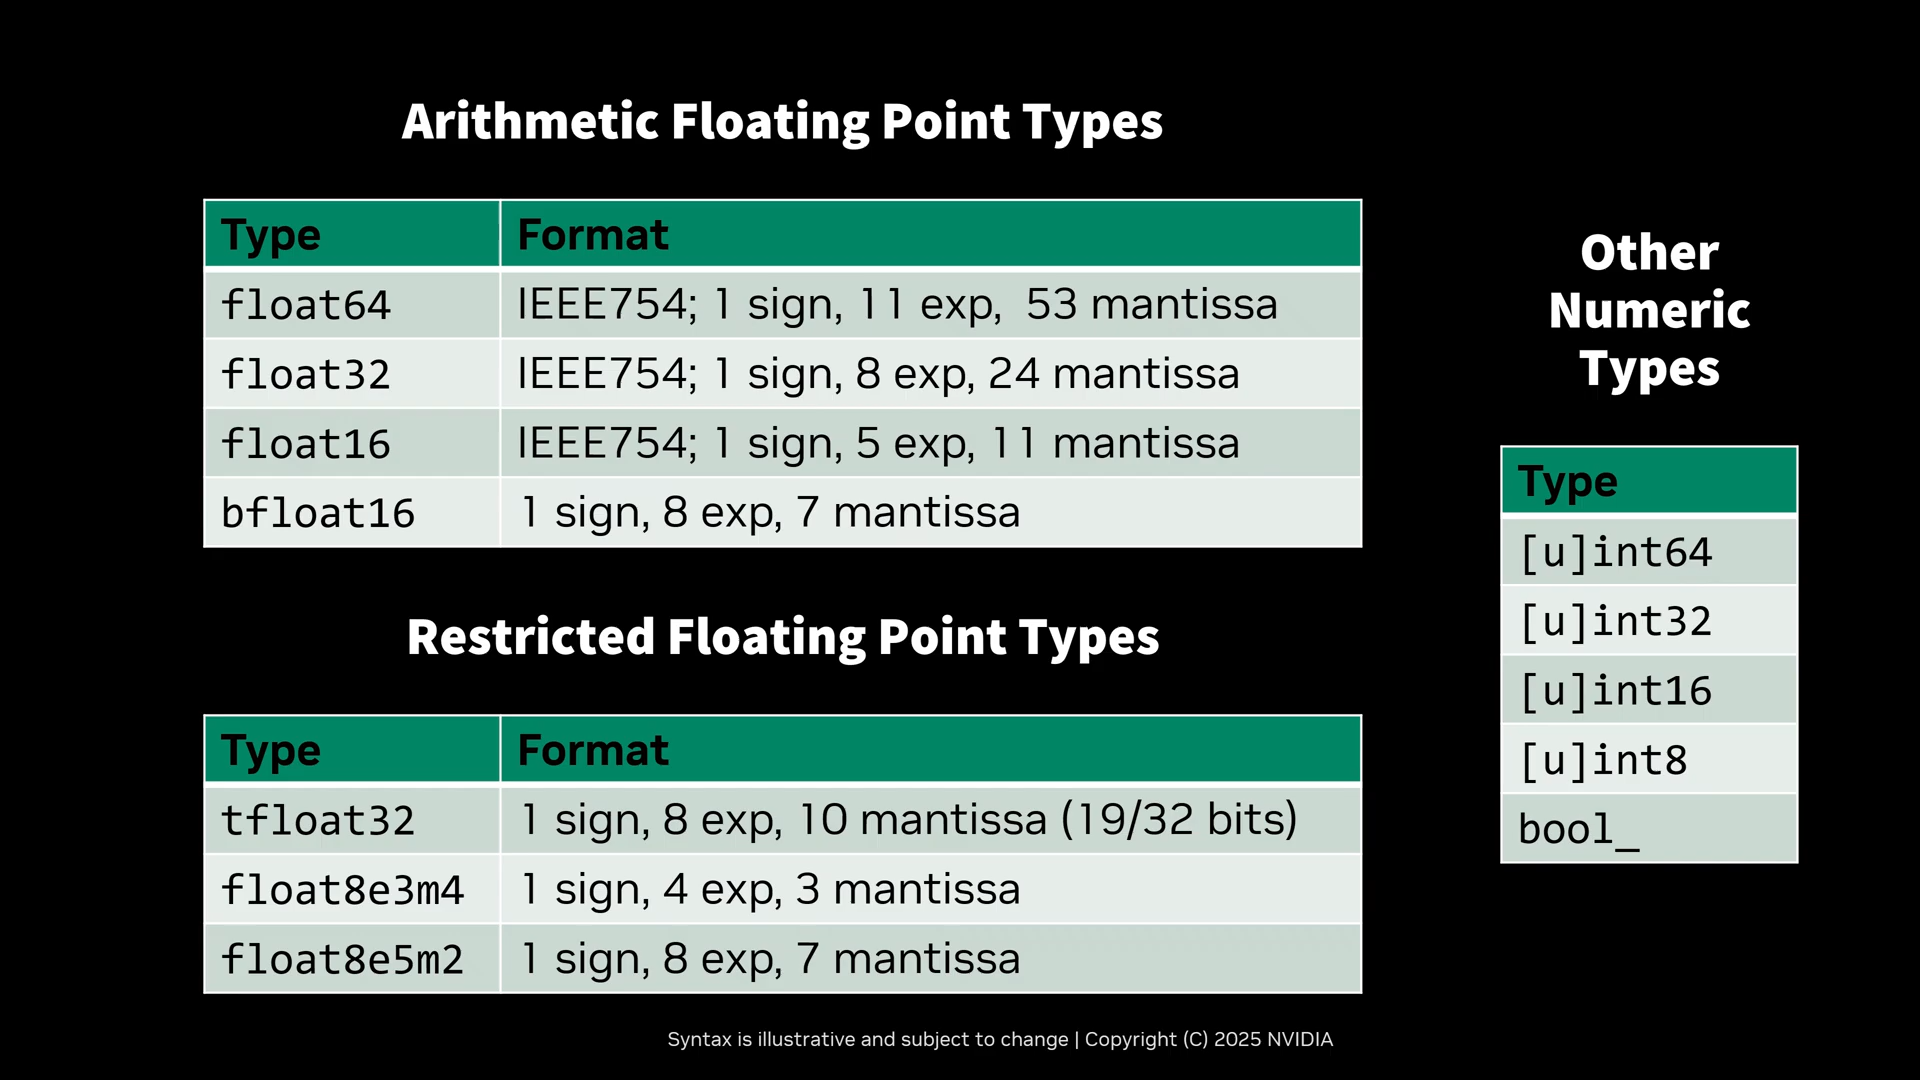 Arithmetic Floating Point Types
Type Format
float64 IEEE754; 1 sign, 11 exp,  53 mantissa
float32 IEEE754; 1 sign, 8 exp, 24 mantissa
float16 IEEE754; 1 sign, 5 exp, 11 mantissa
bfloat16 1 sign, 8 exp, 7 mantissa
Restricted Floating Point Types
Type Format
tfloat32 1 sign, 8 exp, 10 mantissa (19/32 bits)
float8e3m4 1 sign, 4 exp, 3 mantissa
float8e5m2 1 sign, 8 exp, 7 mantissa
Other
Numeric
Types
Type
[u]int64
[u]int32
[u]int16
[u]int8
bool_
Syntax is illustrative and subject to change | Copyright (C) 2025 NVIDIA